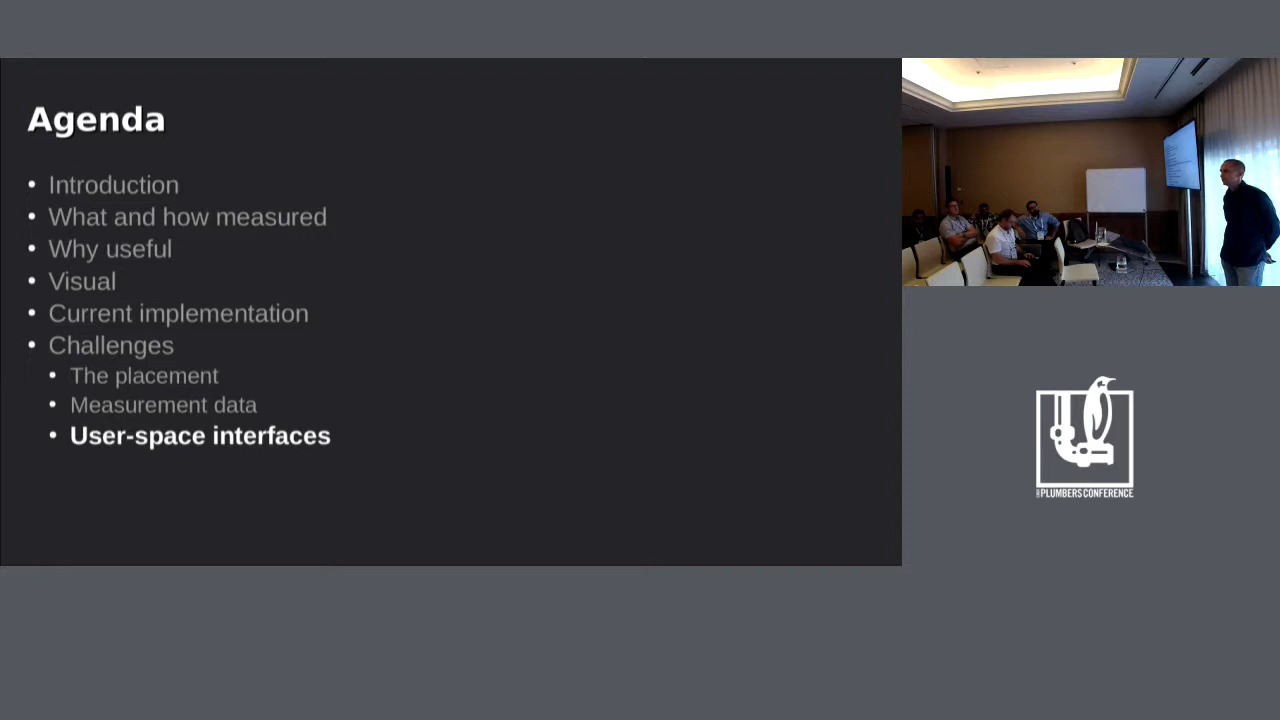 Agenda
Introduction
What and how measured
Why useful
Visual
Current implementation
Challenges
The placement
Measurement data
User-space interfaces
PLUMBERS CONFERENCE